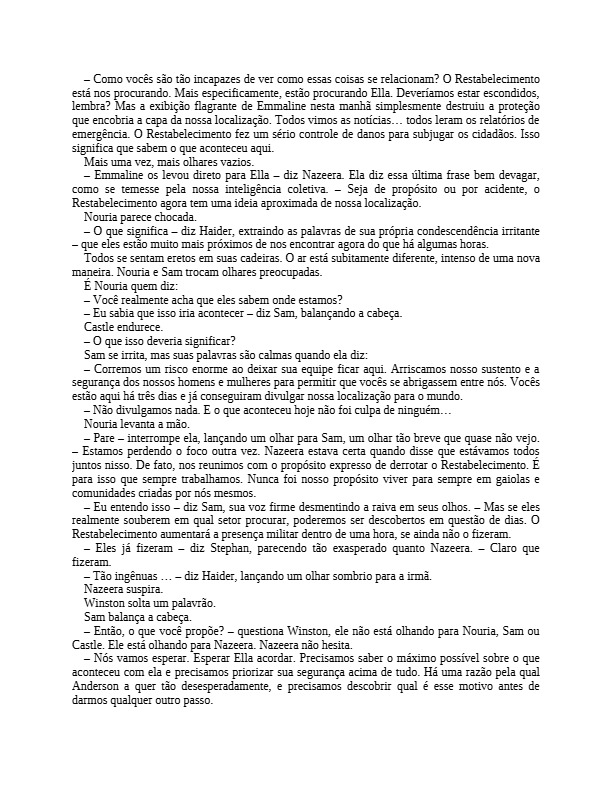 – Como vocês são tão incapazes de ver como essas coisas se relacionam? O Restabelecimento
está nos procurando. Mais especificamente, estão procurando Ella. Deveríamos estar escondidos,
lembra? Mas a exibição flagrante de Emmaline nesta manhã simplesmente destruiu a proteção
que encobria a capa da nossa localização. Todos vimos as notícias… todos leram os relatórios de
emergência. O Restabelecimento fez um sério controle de danos para subjugar os cidadãos. Isso
significa que sabem o que aconteceu aqui.
Mais uma vez, mais olhares vazios.
– Emmaline os levou direto para Ella – diz Nazeera. Ela diz essa última frase bem devagar,
como se temesse pela nossa inteligência coletiva. – Seja de propósito ou por acidente, o
Restabelecimento agora tem uma ideia aproximada de nossa localização.
Nouria parece chocada.
– O que significa – diz Haider, extraindo as palavras de sua própria condescendência irritante
– que eles estão muito mais próximos de nos encontrar agora do que há algumas horas.
Todos se sentam eretos em suas cadeiras. O ar está subitamente diferente, intenso de uma nova
maneira. Nouria e Sam trocam olhares preocupadas.
É Nouria quem diz:
– Você realmente acha que eles sabem onde estamos?
– Eu sabia que isso iria acontecer – diz Sam, balançando a cabeça.
Castle endurece.
– O que isso deveria significar?
Sam se irrita, mas suas palavras são calmas quando ela diz:
– Corremos um risco enorme ao deixar sua equipe ficar aqui. Arriscamos nosso sustento e a
segurança dos nossos homens e mulheres para permitir que vocês se abrigassem entre nós. Vocês
estão aqui há três dias e já conseguiram divulgar nossa localização para o mundo.
– Não divulgamos nada. E o que aconteceu hoje não foi culpa de ninguém…
Nouria levanta a mão.
– Pare – interrompe ela, lançando um olhar para Sam, um olhar tão breve que quase não vejo.
– Estamos perdendo o foco outra vez. Nazeera estava certa quando disse que estávamos todos
juntos nisso. De fato, nos reunimos com o propósito expresso de derrotar o Restabelecimento. É
para isso que sempre trabalhamos. Nunca foi nosso propósito viver para sempre em gaiolas e
comunidades criadas por nós mesmos.
– Eu entendo isso – diz Sam, sua voz firme desmentindo a raiva em seus olhos. – Mas se eles
realmente souberem em qual setor procurar, poderemos ser descobertos em questão de dias. O
Restabelecimento aumentará a presença militar dentro de uma hora, se ainda não o fizeram.
– Eles já fizeram – diz Stephan, parecendo tão exasperado quanto Nazeera. – Claro que
fizeram.
– Tão ingênuas … – diz Haider, lançando um olhar sombrio para a irmã.
Nazeera suspira.
Winston solta um palavrão.
Sam balança a cabeça.
– Então, o que você propõe? – questiona Winston, ele não está olhando para Nouria, Sam ou
Castle. Ele está olhando para Nazeera. Nazeera não hesita.
– Nós vamos esperar. Esperar Ella acordar. Precisamos saber o máximo possível sobre o que
aconteceu com ela e precisamos priorizar sua segurança acima de tudo. Há uma razão pela qual
Anderson a quer tão desesperadamente, e precisamos descobrir qual é esse motivo antes de
darmos qualquer outro passo.